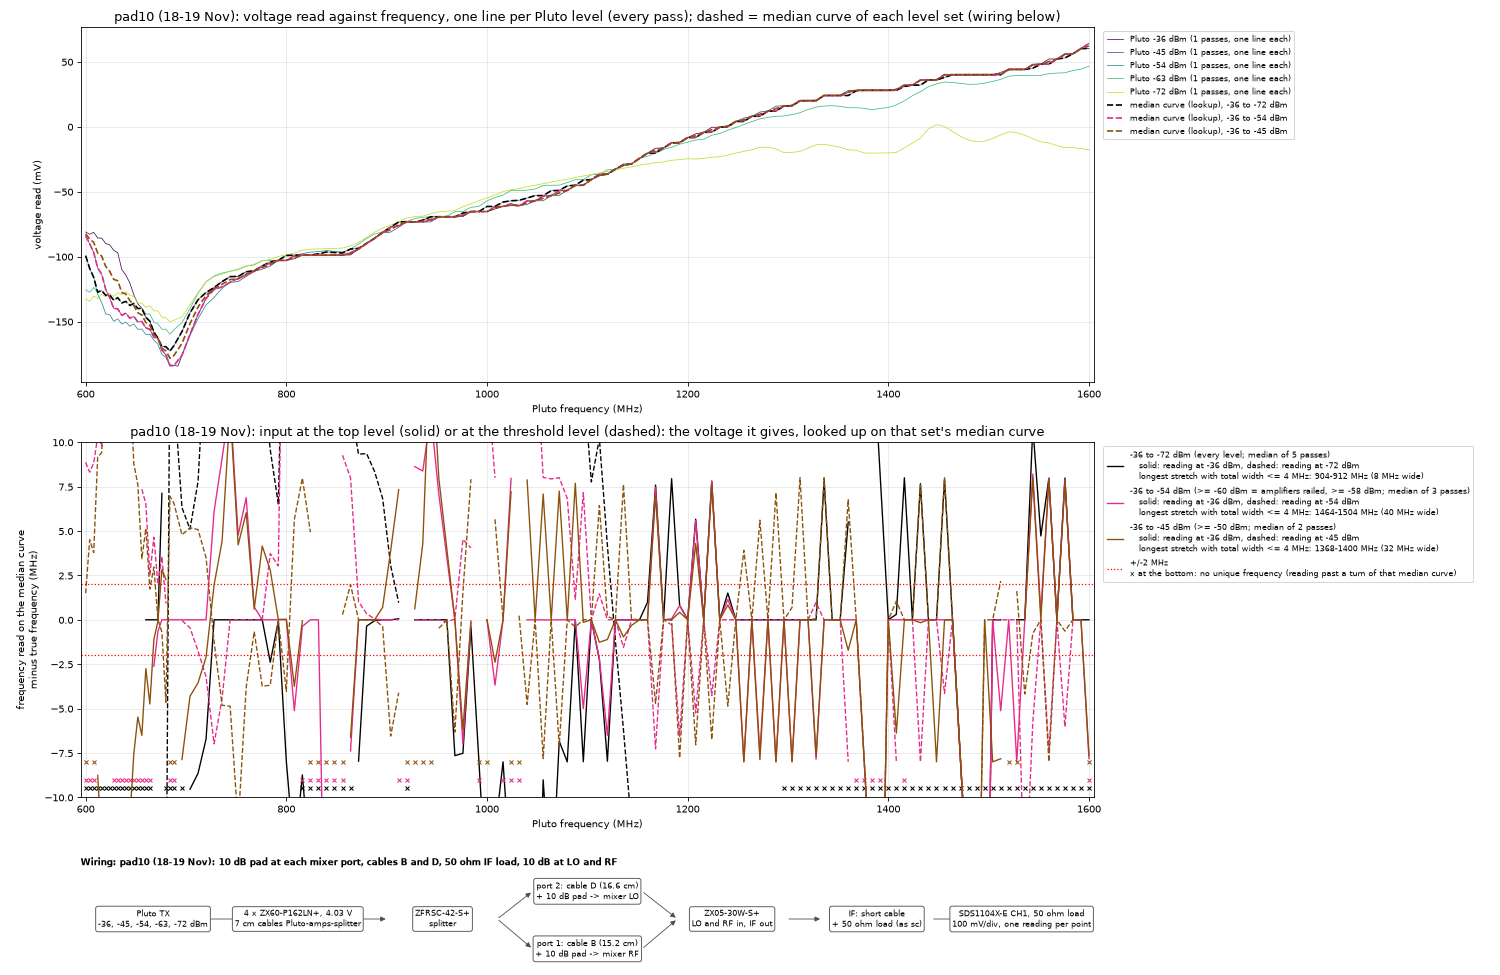 pad10 (18-19 Nov): voltage read against frequency, one line per Pluto level (every pass); dashed = median curve of each level set (wiring below)
voltage read (mV)
50
0
−50
−100
−150
600
800
1000
1200
1400
1600
Pluto frequency (MHz)
Pluto -36 dBm (1 passes, one line each)
Pluto -45 dBm (1 passes, one line each)
Pluto -54 dBm (1 passes, one line each)
Pluto -63 dBm (1 passes, one line each)
Pluto -72 dBm (1 passes, one line each)
median curve (lookup), -36 to -72 dBm
median curve (lookup), -36 to -54 dBm
median curve (lookup), -36 to -45 dBm
pad10 (18-19 Nov): input at the top level (solid) or at the threshold level (dashed): the voltage it gives, looked up on that set's median curve
frequency read on the median curve
minus true frequency (MHz)
10.0
7.5
5.0
2.5
0.0
−2.5
−5.0
−7.5
−10.0
600
800
1000
1200
1400
1600
Pluto frequency (MHz)
-36 to -72 dBm (every level; median of 5 passes)
solid: reading at -36 dBm, dashed: reading at -72 dBm
longest stretch with total width <= 4 MHz: 904-912 MHz (8 MHz wide)
-36 to -54 dBm (>= -60 dBm = amplifiers railed, >= -58 dBm; median of 3 passes)
solid: reading at -36 dBm, dashed: reading at -54 dBm
longest stretch with total width <= 4 MHz: 1464-1504 MHz (40 MHz wide)
-36 to -45 dBm (>= -50 dBm; median of 2 passes)
solid: reading at -36 dBm, dashed: reading at -45 dBm
longest stretch with total width <= 4 MHz: 1368-1400 MHz (32 MHz wide)
+/-2 MHz
x at the bottom: no unique frequency (reading past a turn of that median curve)
Wiring: pad10 (18-19 Nov): 10 dB pad at each mixer port, cables B and D, 50 ohm IF load, 10 dB at LO and RF
Pluto TX
-36, -45, -54, -63, -72 dBm
4 x ZX60-P162LN+, 4.03 V
7 cm cables Pluto-amps-splitter
ZFRSC-42-S+
splitter
port 2: cable D (16.6 cm)
+ 10 dB pad -> mixer LO
port 1: cable B (15.2 cm)
+ 10 dB pad -> mixer RF
ZX05-30W-S+
LO and RF in, IF out
IF: short cable
+ 50 ohm load (as sc)
SDS1104X-E CH1, 50 ohm load
100 mV/div, one reading per point